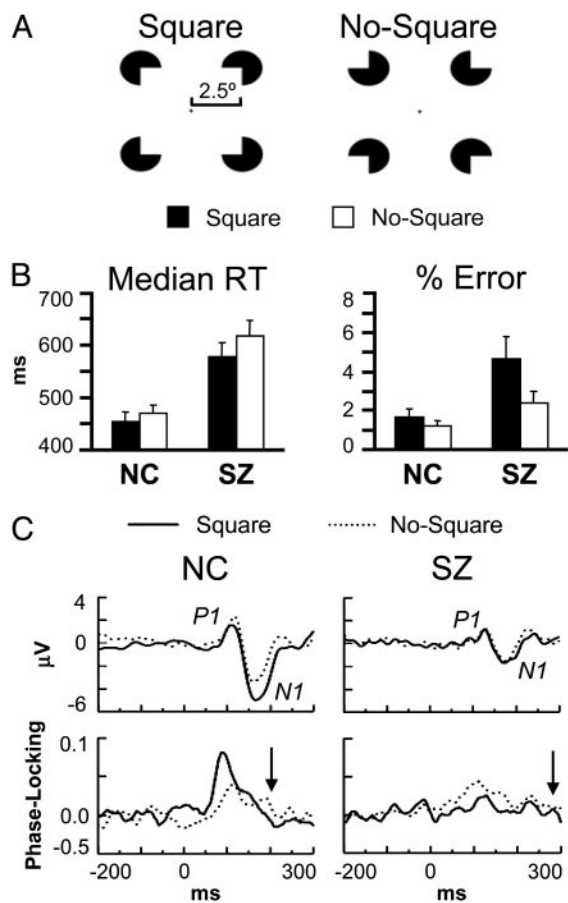 A
Square No-Square
2.5º
Square No-Square
B
Median RT % Error
700
600
500
400
ms
NC SZ
8
6
4
2
0
NC SZ
C
Square No-Square
NC SZ
4
0
-6
µV
P1
N1
P1
N1
0.1
0.0
-0.5
Phase-Locking
-200 0 300 -200 0 300
ms ms